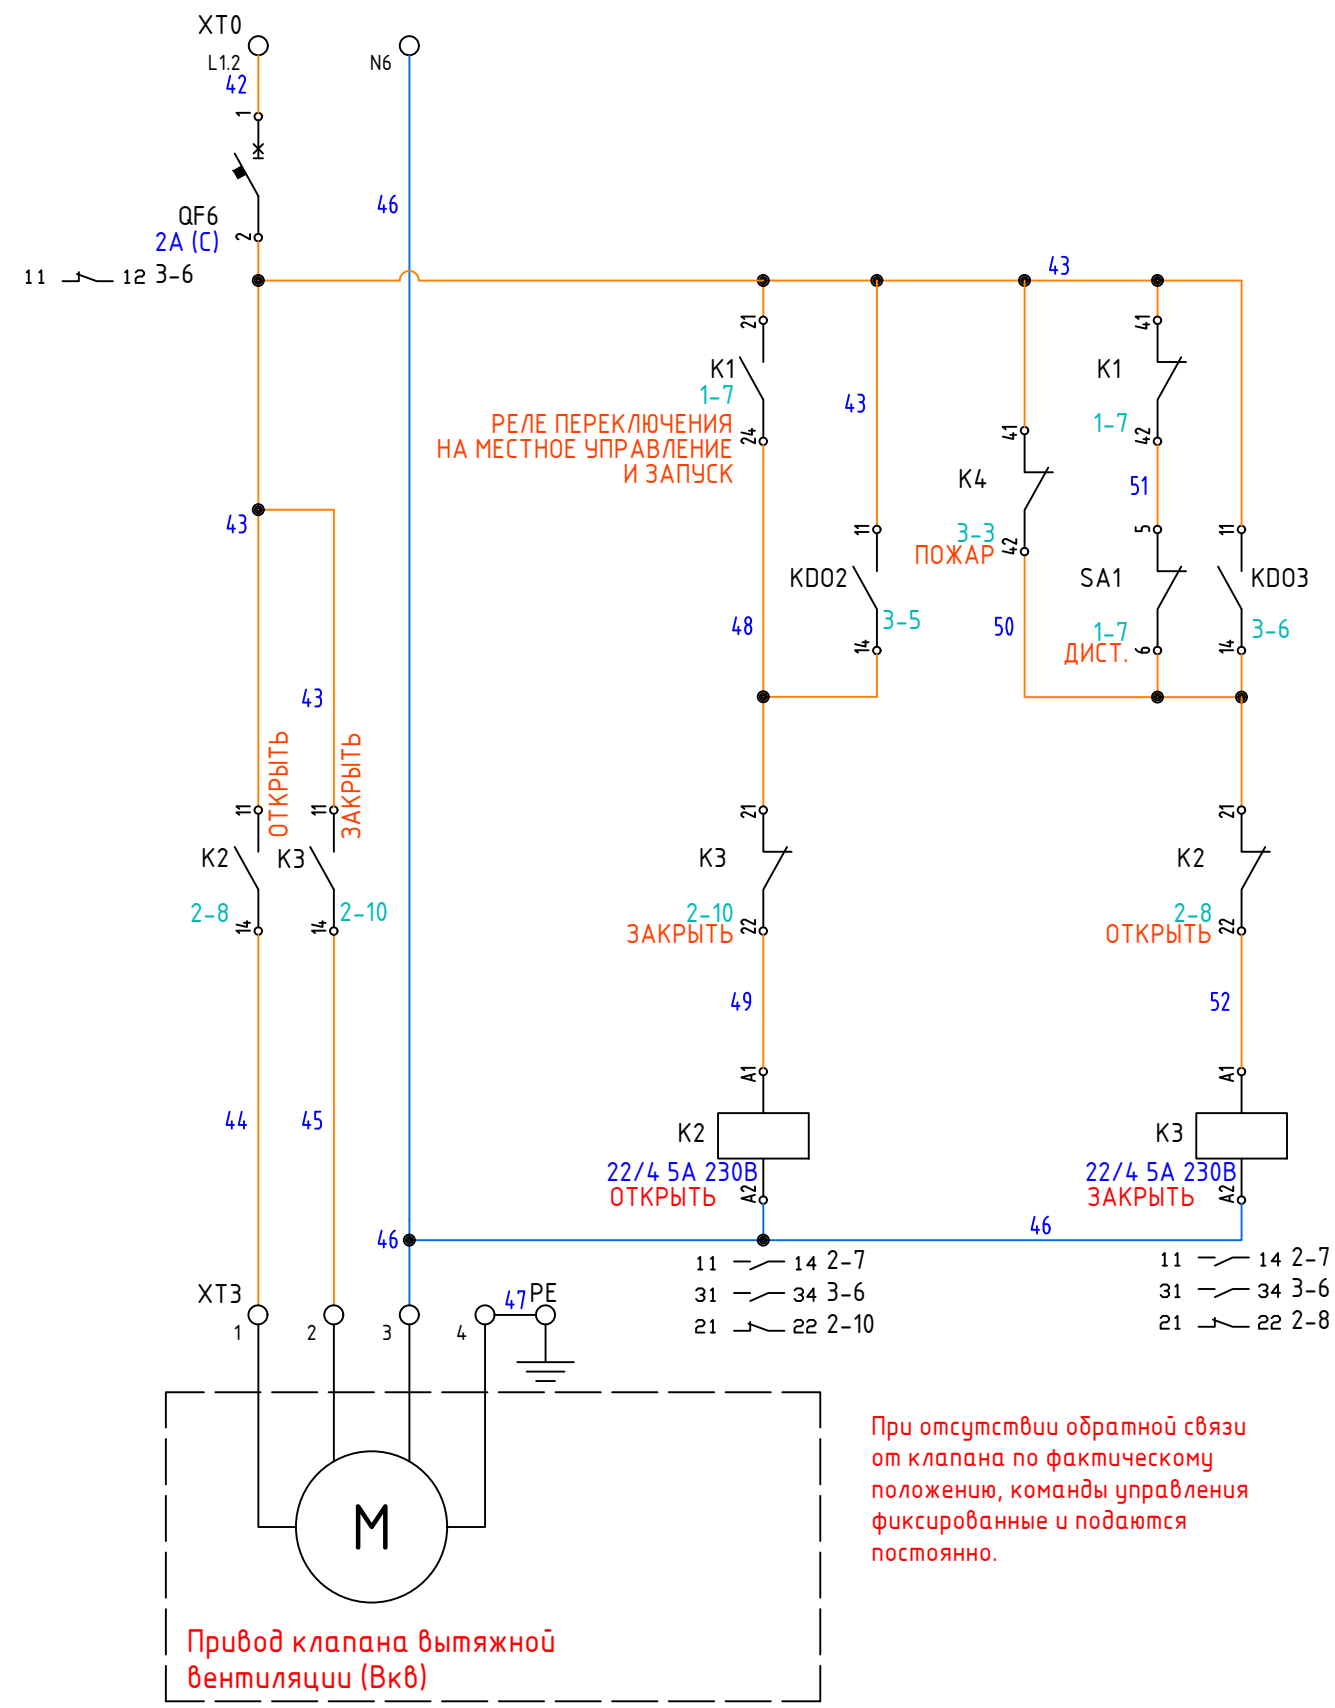 XT0
L1.2
N6
42
1
46
QF6
2А (С)
2
11 12 3-6
43
21
41
K1
1-7
РЕЛЕ ПЕРЕКЛЮЧЕНИЯ
НА МЕСТНОЕ УПРАВЛЕНИЕ
И ЗАПУСК
24
43
41
K4
3-3
ПОЖАР
42
K1
1-7
42
51
43
11
KDO2
3-5
14
48
50
5
SA1
1-7
ДИСТ.
6
11
KDO3
3-6
14
43
ОТКРЫТЬ
ЗАКРЫТЬ
11
K2
2-8
14
11
K3
2-10
14
21
K3
2-10
ЗАКРЫТЬ
22
21
K2
2-8
ОТКРЫТЬ
22
49
52
44
45
A1
K2
22/4 5А 230В
ОТКРЫТЬ
A2
A1
K3
22/4 5А 230В
ЗАКРЫТЬ
A2
46
46
11 14 2-7
31 34 3-6
21 22 2-10
11 14 2-7
31 34 3-6
21 22 2-8
XT3
1
2
3
4
47
PE
M
Привод клапана вытяжной
вентиляции (Вкв)
При отсутствии обратной связи
от клапана по фактическому
положению, команды управления
фиксированные и подаются
постоянно.